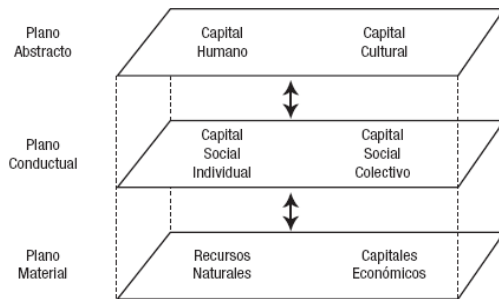 Plano
Abstracto
Capital
Humano
Capital
Cultural
Plano
Conductual
Capital
Social
Individual
Capital
Social
Colectivo
Plano
Material
Recursos
Naturales
Capitales
Económicos